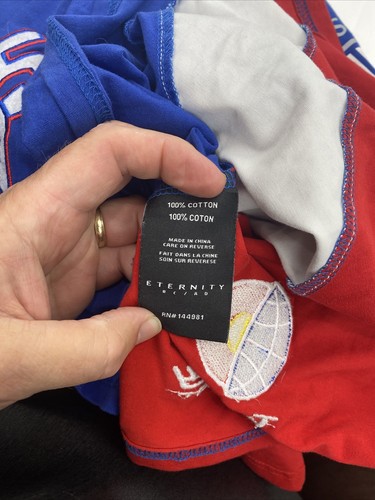 100% COTTON
100% COTON
MADE IN CHINA
CARE ON REVERSE
FAIT DANS LA CHINE
SOIN SUR REVERSE
ETERNITY
RN# 144981